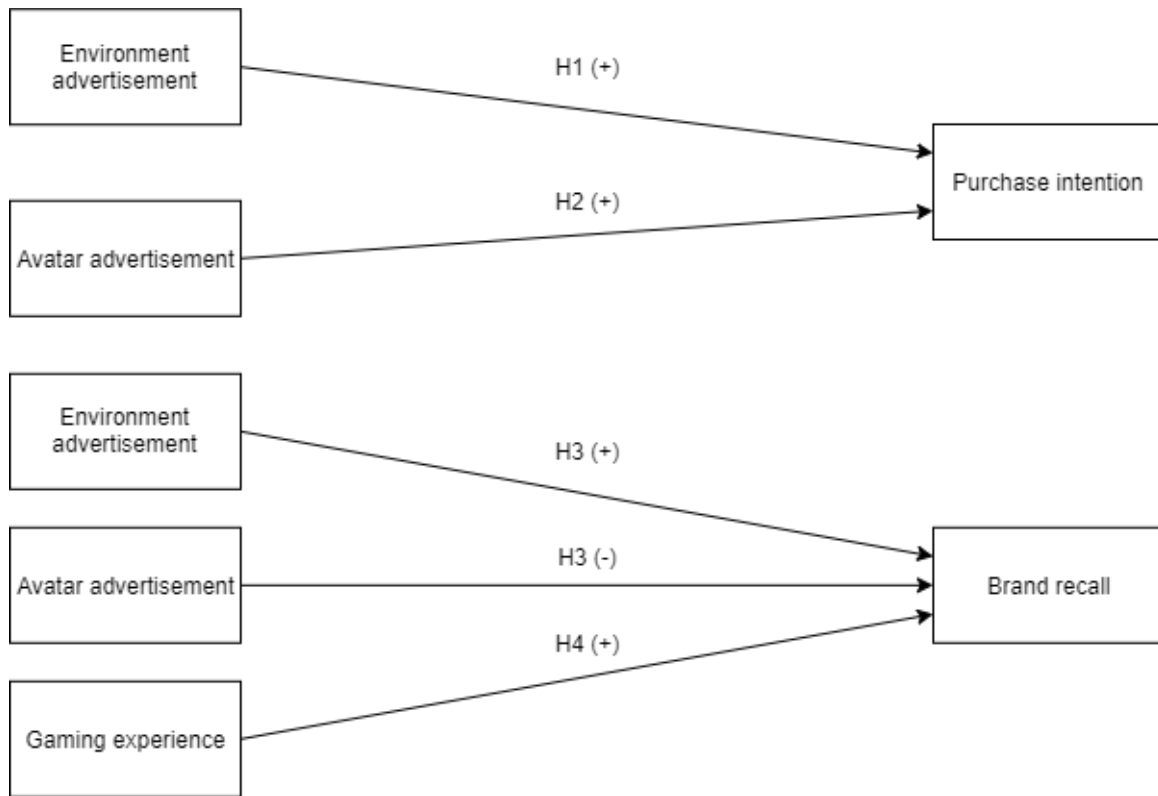 Environment
advertisement
H1 (+)
Purchase intention
H2 (+)
Avatar advertisement
Environment
advertisement
H3 (+)
Avatar advertisement
H3 (-)
Brand recall
H4 (+)
Gaming experience